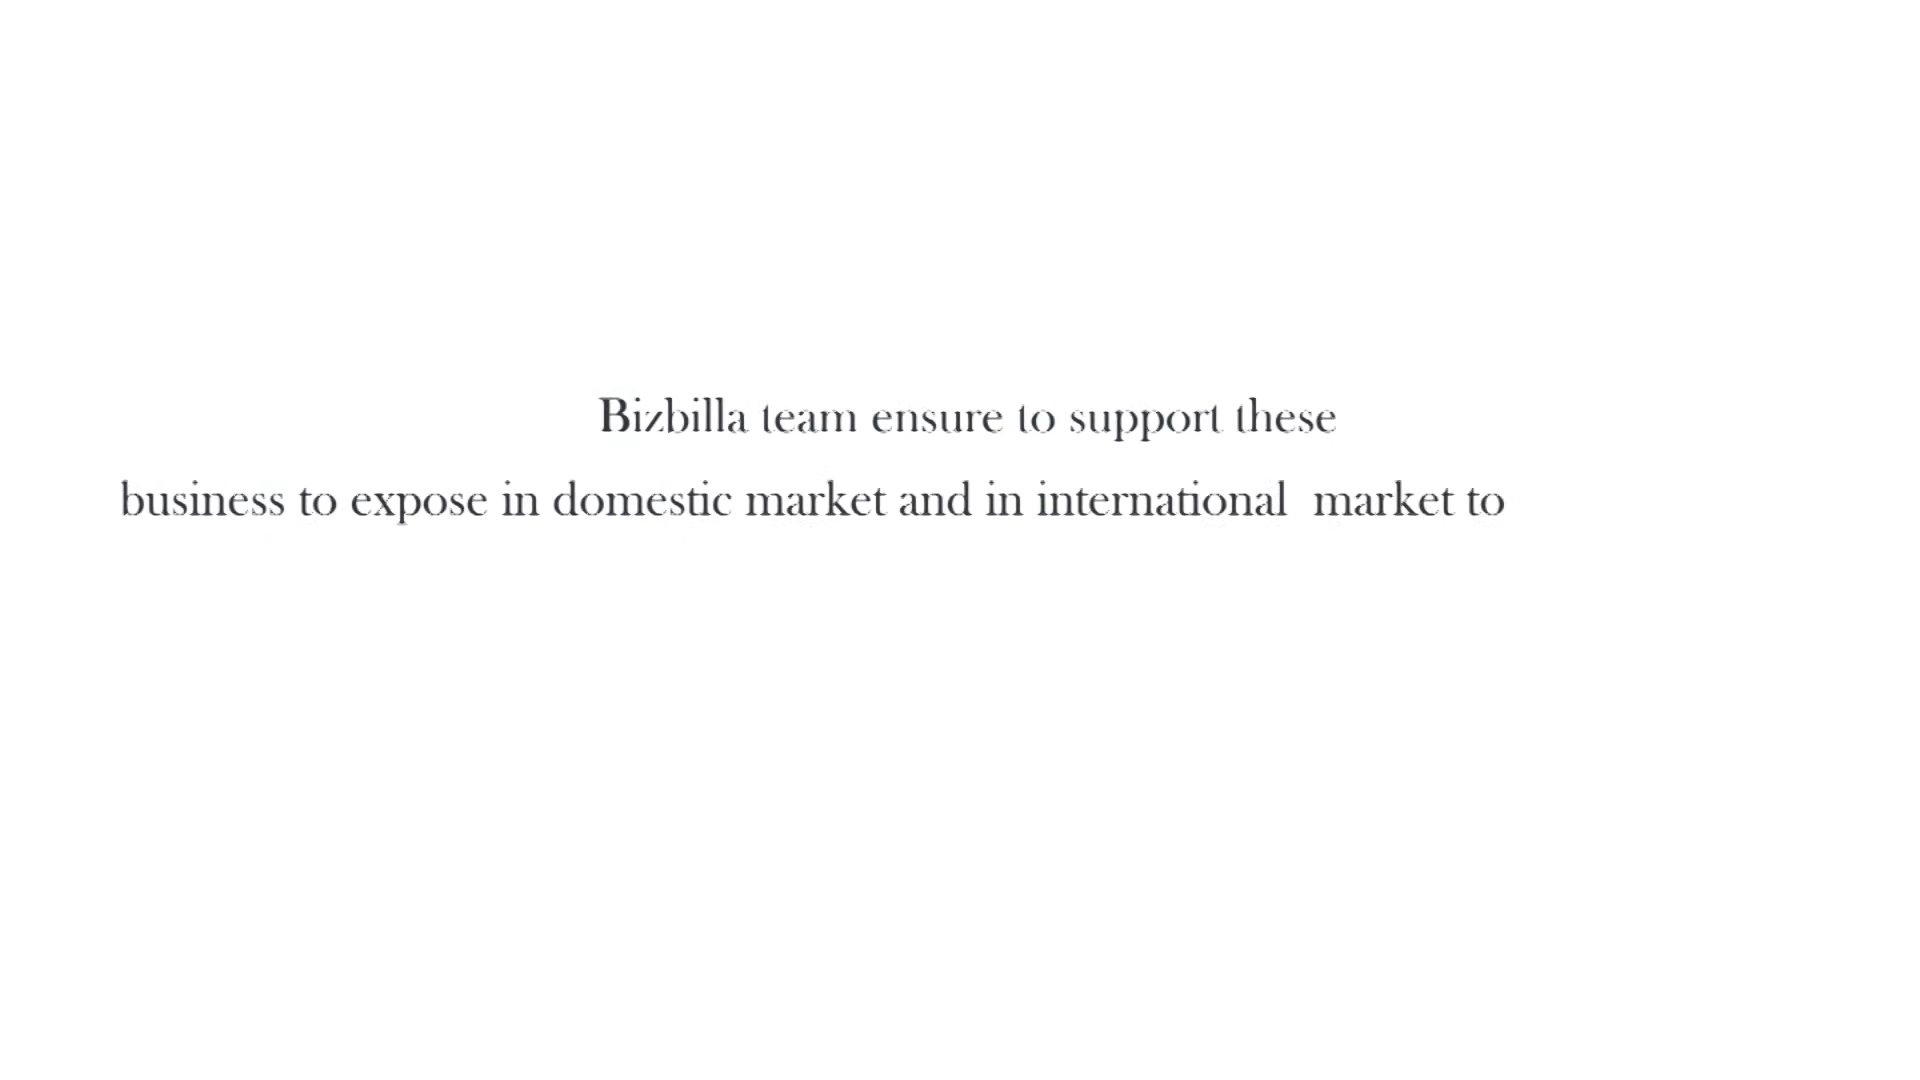 Bizbilla team ensure to support these
business to expose in domestic market and in international  market to